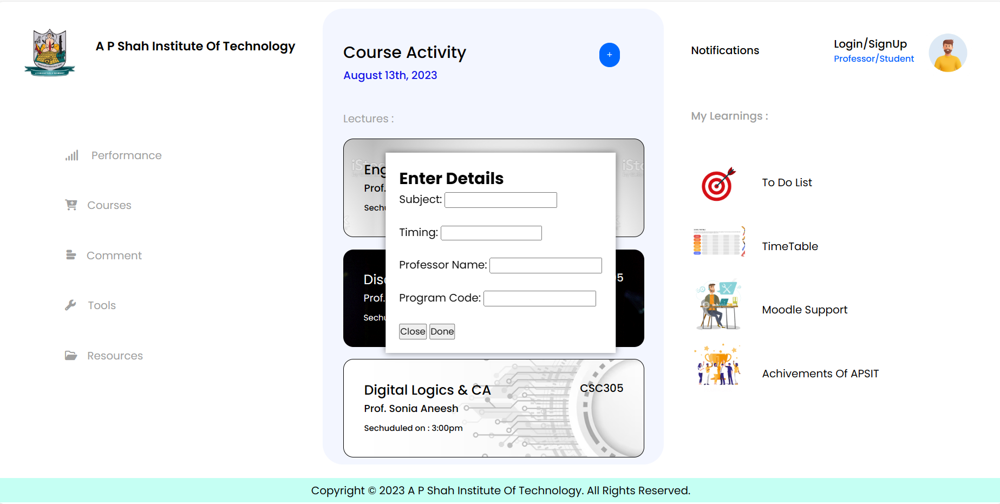 A P Shah Institute Of Technology
Performance
Courses
Comment
Tools
Resources
Course Activity
+
August 13th, 2023
Lectures :
Eng
Prof.
Sechu
Enter Details
Subject:
Timing:
Professor Name:
Program Code:
Close Done
Disc
Prof.
Sechu
5
Digital Logics & CA
CSC305
Prof. Sonia Aneesh
Sechuduled on : 3:00pm
Notifications
Login/SignUp
Professor/Student
My Learnings :
To Do List
TimeTable
Moodle Support
Achivements Of APSIT
Copyright © 2023 A P Shah Institute Of Technology. All Rights Reserved.